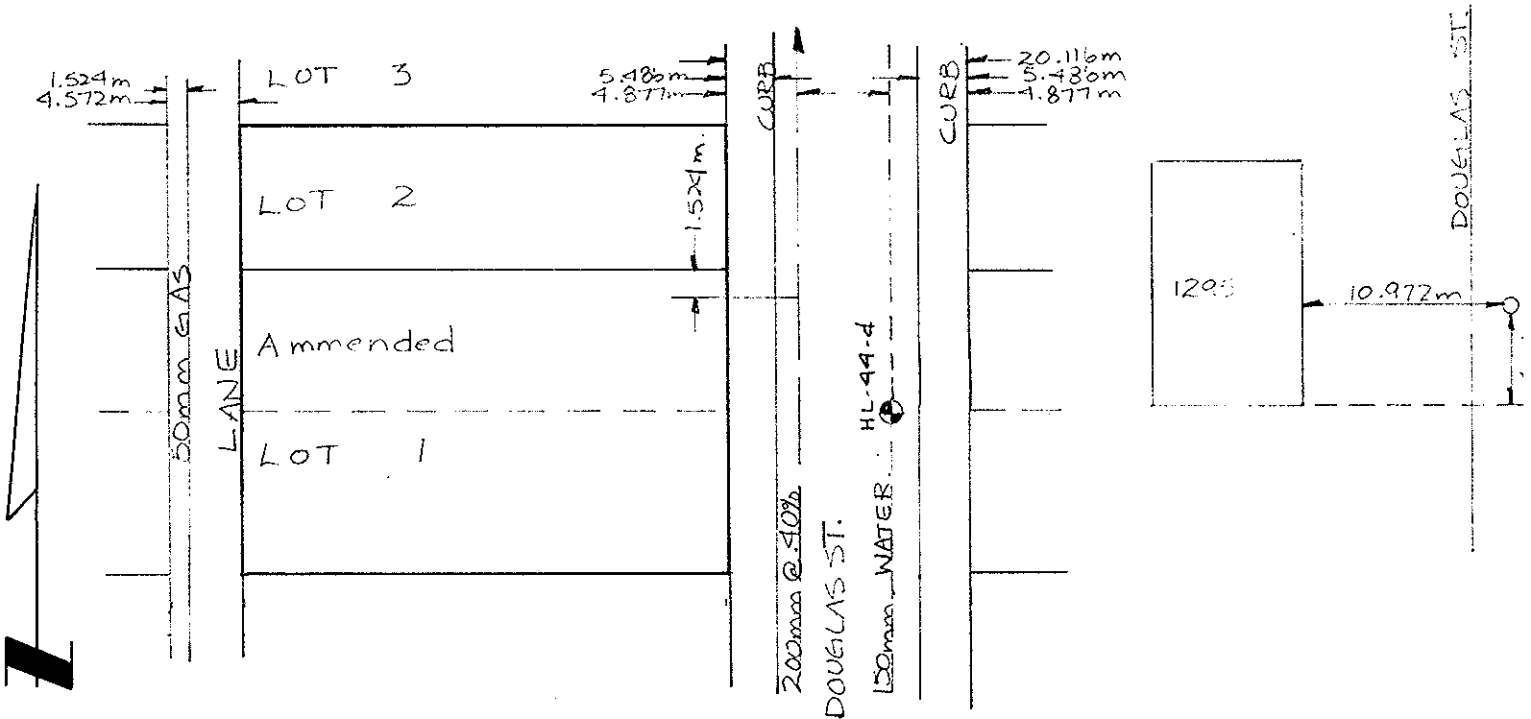 1.524m
4.572m
LOT 3
5.486m
4.877m
CURB
CURB
20.116m
5.486m
4.877m
LOT 2
1.524m
50mm GAS
LANE
Ammended
LOT 1
HL-44-d
200mm @ .40%
DOUGLAS ST.
150mm WATER
DOUGLAS ST.
10.972m